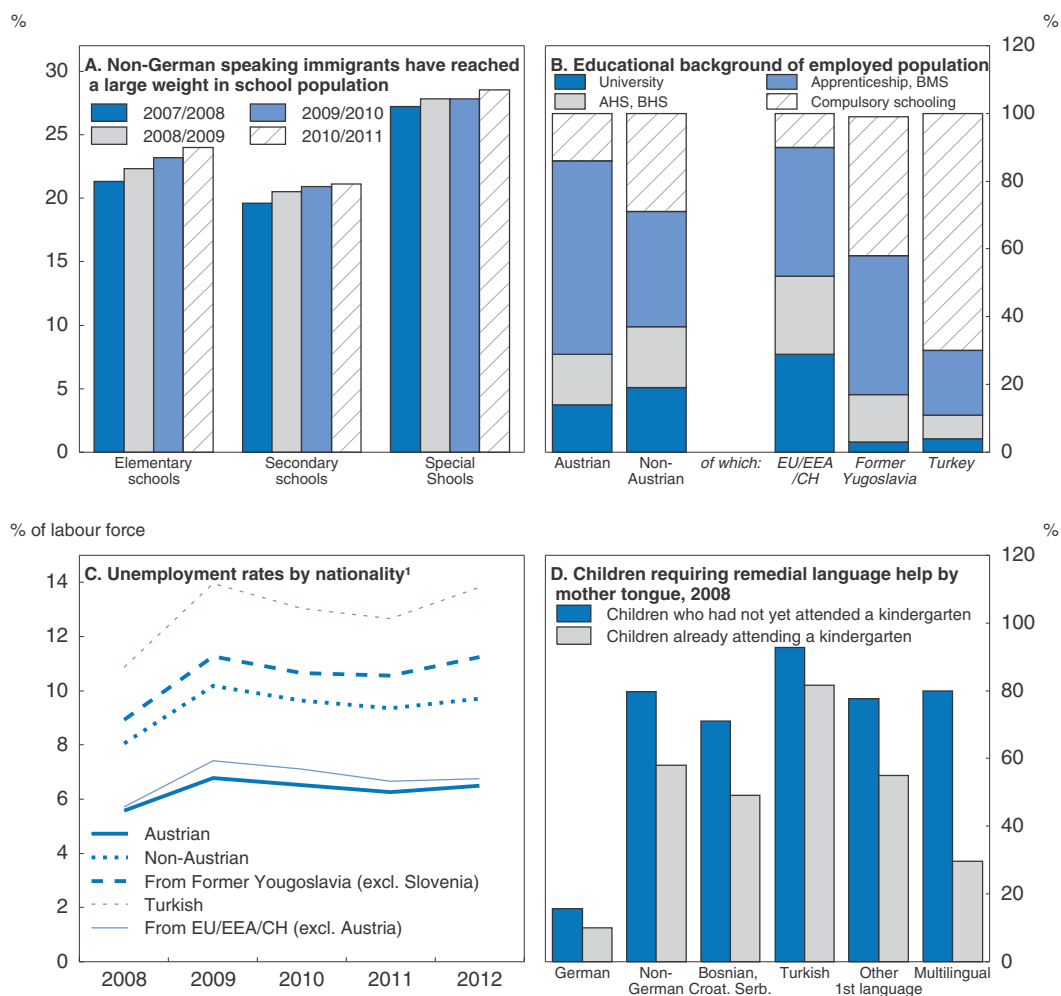 %
A. Non-German speaking immigrants have reached
a large weight in school population
2007/2008
2009/2010
2008/2009
2010/2011
30
25
20
15
10
5
0
Elementary
schools
Secondary
schools
Special
Shools
%
B. Educational background of employed population
University
Apprenticeship, BMS
AHS, BHS
Compulsory schooling
120
100
80
60
40
20
0
Austrian
Non-
Austrian
of which:
EU/EEA
/CH
Former
Yugoslavia
Turkey
% of labour force
C. Unemployment rates by nationality¹
14
12
10
8
6
4
2
0
Austrian
Non-Austrian
From Former Yougoslavia (excl. Slovenia)
Turkish
From EU/EEA/CH (excl. Austria)
2008
2009
2010
2011
2012
%
D. Children requiring remedial language help by
mother tongue, 2008
Children who had not yet attended a kindergarten
Children already attending a kindergarten
120
100
80
60
40
20
0
German
Non-
German
Bosnian,
Croat. Serb.
Turkish
Other
1st language
Multilingual